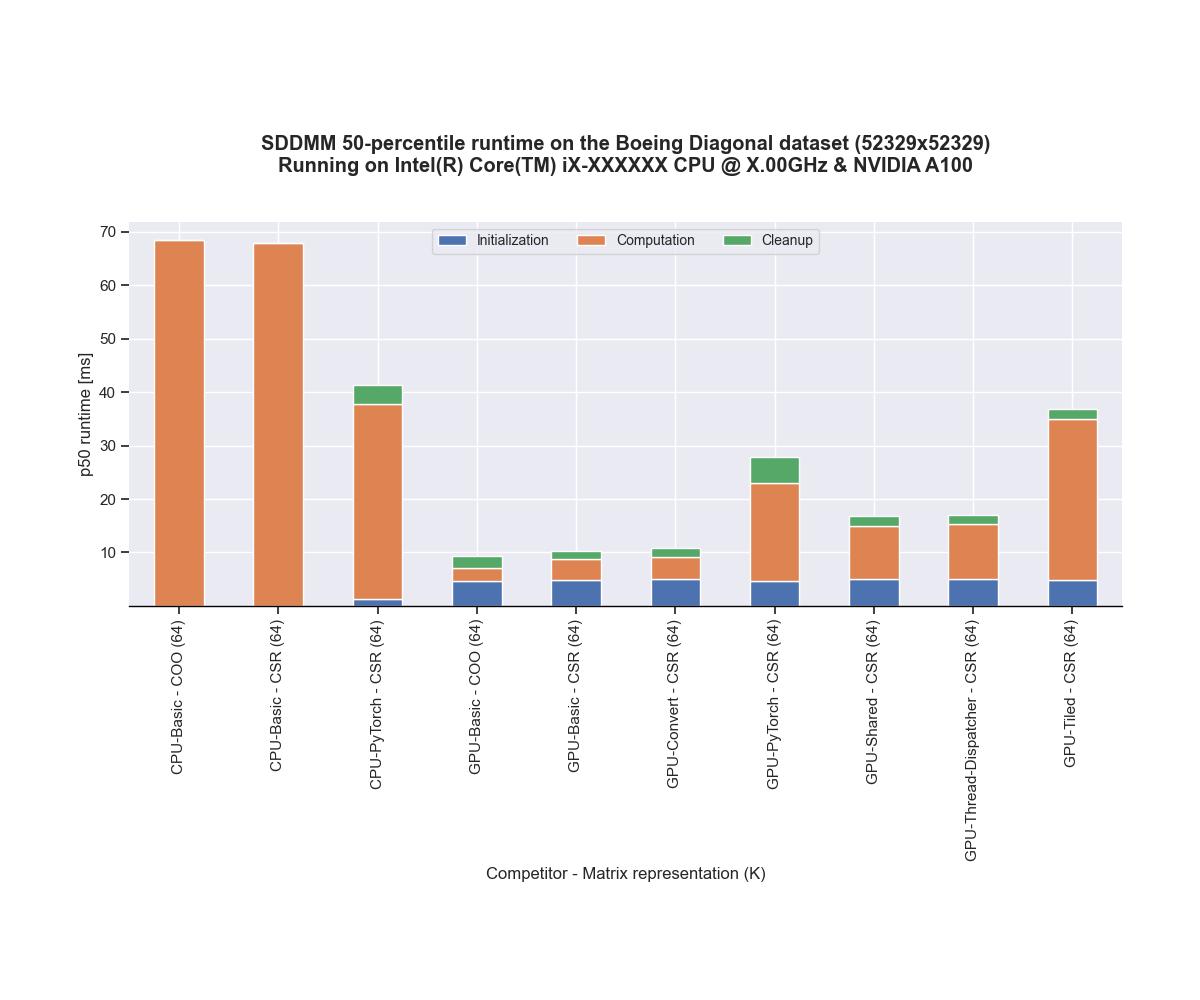 SDDMM 50-percentile runtime on the Boeing Diagonal dataset (52329x52329)
Running on Intel(R) Core(TM) iX-XXXXXX CPU @ X.00GHz & NVIDIA A100
Initialization
Computation
Cleanup
p50 runtime [ms]
70
60
50
40
30
20
10
CPU-Basic - COO (64)
CPU-Basic - CSR (64)
CPU-PyTorch - CSR (64)
GPU-Basic - COO (64)
GPU-Basic - CSR (64)
GPU-Convert - CSR (64)
GPU-PyTorch - CSR (64)
GPU-Shared - CSR (64)
GPU-Thread-Dispatcher - CSR (64)
GPU-Tiled - CSR (64)
Competitor - Matrix representation (K)